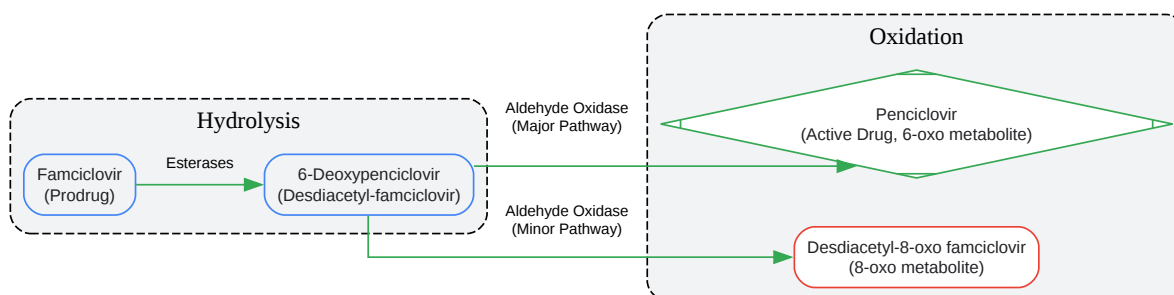 Oxidation
Hydrolysis
Famciclovir
(Prodrug)
Esterases
6-Deoxypenciclovir
(Desdiacetyl-famciclovir)
Aldehyde Oxidase
(Major Pathway)
Penciclovir
(Active Drug, 6-oxo metabolite)
Aldehyde Oxidase
(Minor Pathway)
Desdiacetyl-8-oxo famciclovir
(8-oxo metabolite)